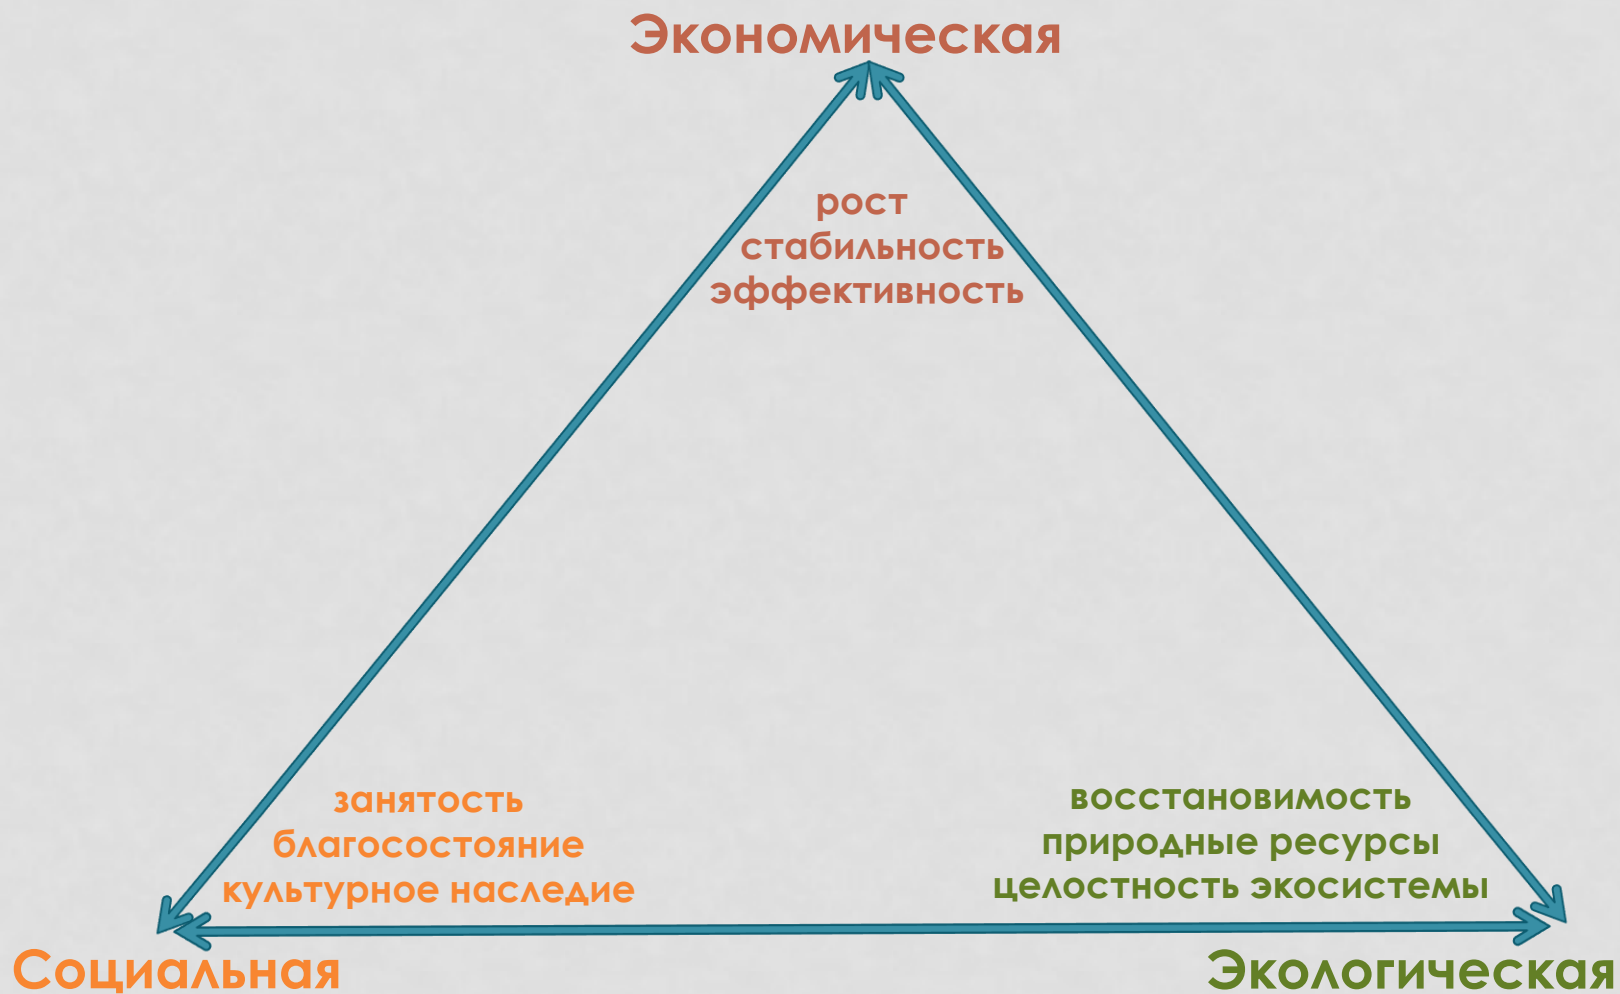 Экономическая
рост
стабильность
эффективность
занятость
благосостояние
культурное наследие
восстановимость
природные ресурсы
целостность экосистемы
Социальная
Экологическая